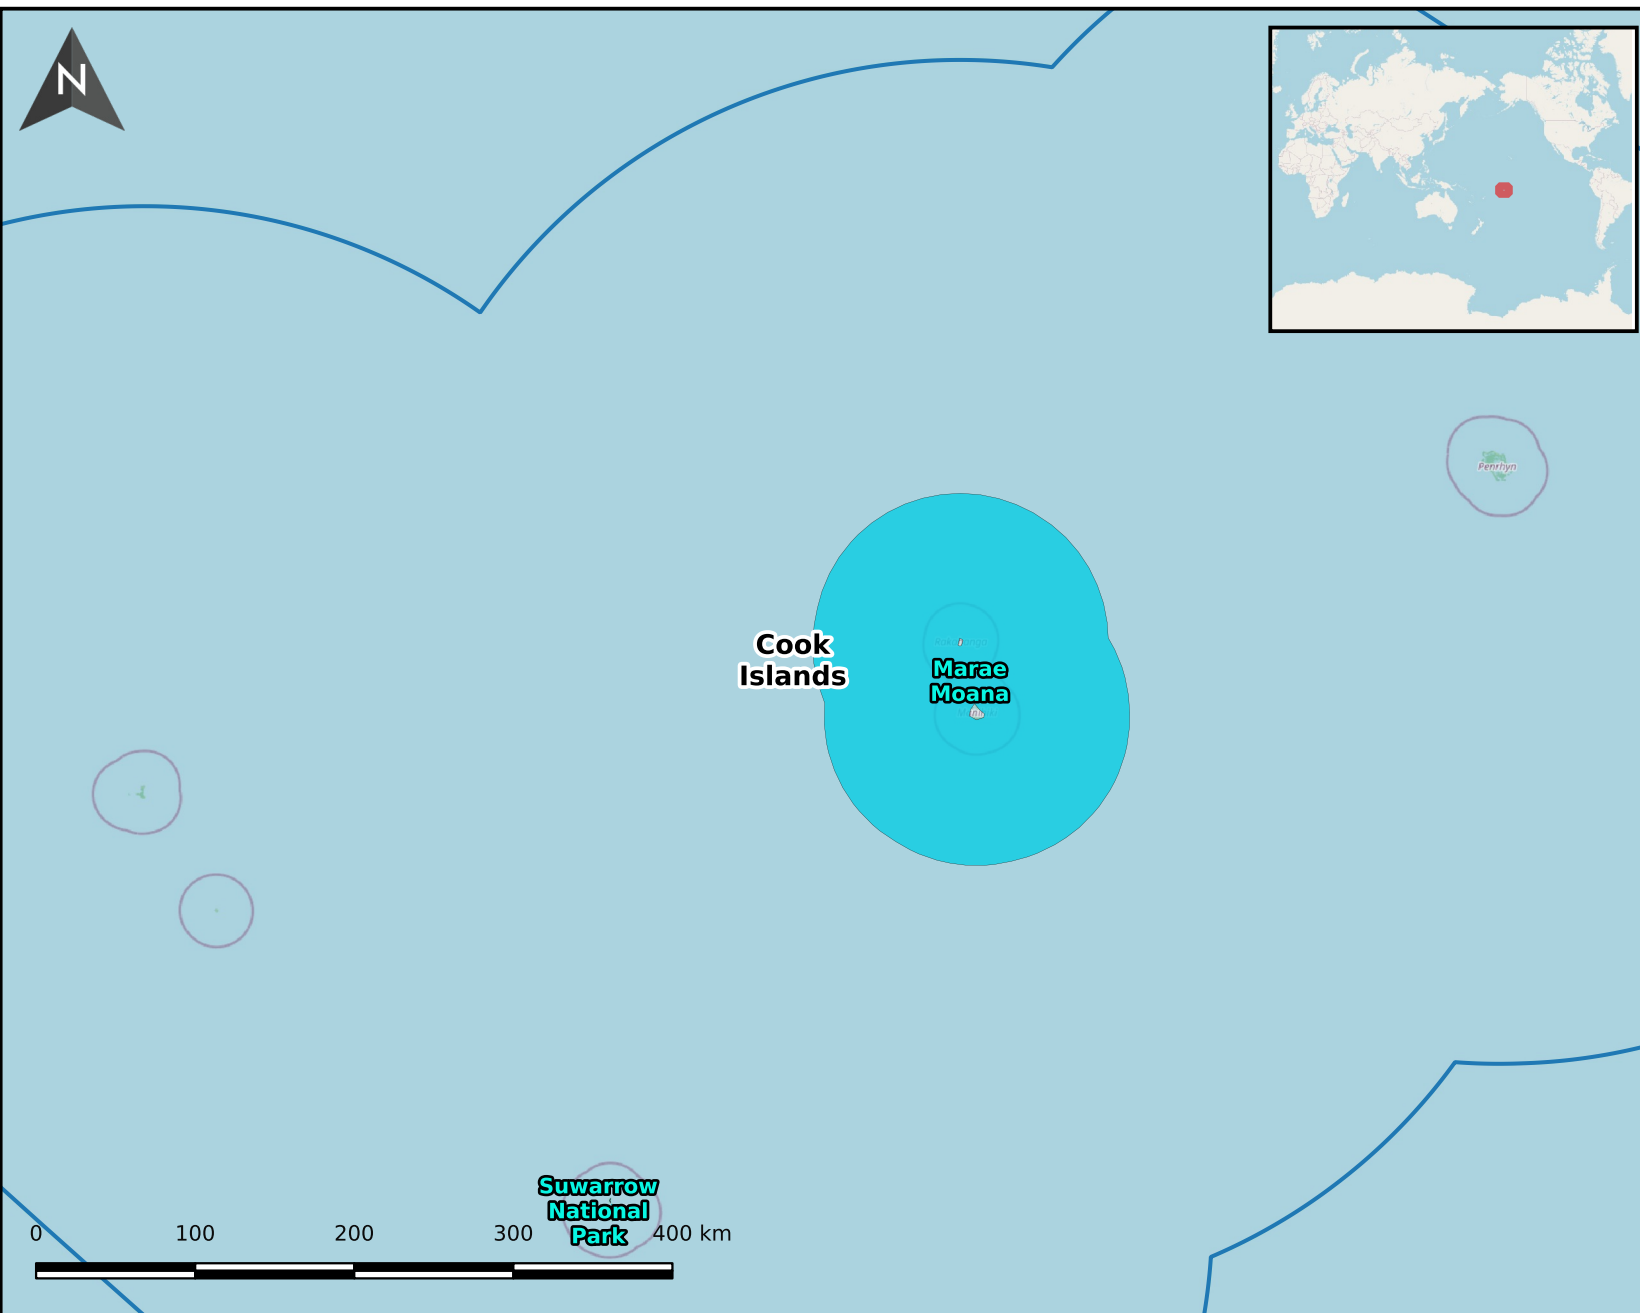 N
Penrhyn
Cook
Islands
Marae
Moana
Suwarrow
National
Park
0 100 200 300 400 km